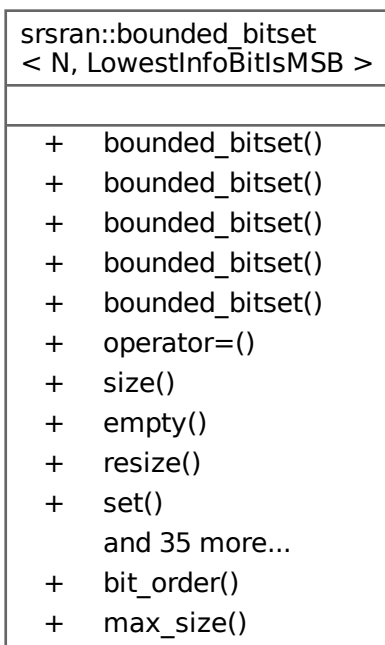 srsran::bounded_bitset
< N, LowestInfoBitIsMSB >
+ bounded_bitset()
+ bounded_bitset()
+ bounded_bitset()
+ bounded_bitset()
+ bounded_bitset()
+ operator=()
+ size()
+ empty()
+ resize()
+ set()
and 35 more...
+ bit_order()
+ max_size()